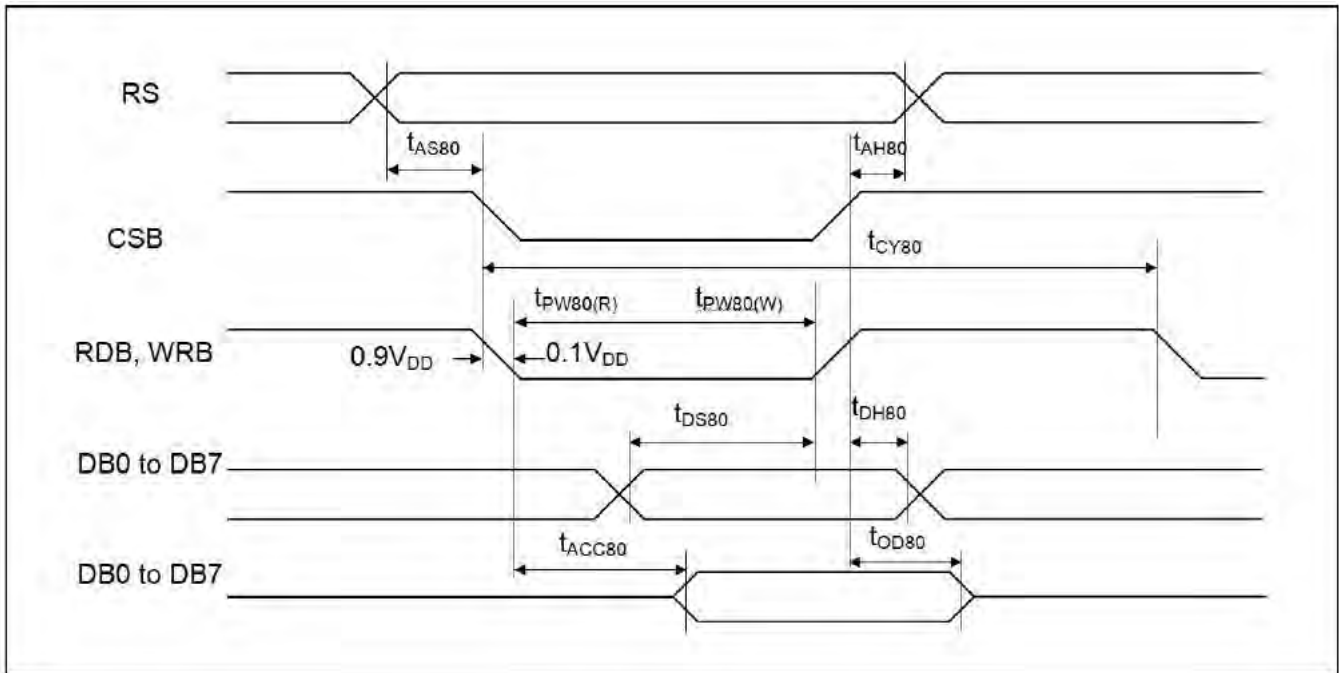 RS
tAS80 tAH80
CSB
tCY80
tPW80(R) tPW80(W)
RDB, WRB
0.9VDD 0.1VDD
tDS80 tDH80
DB0 to DB7
tACC80 tOD80
DB0 to DB7